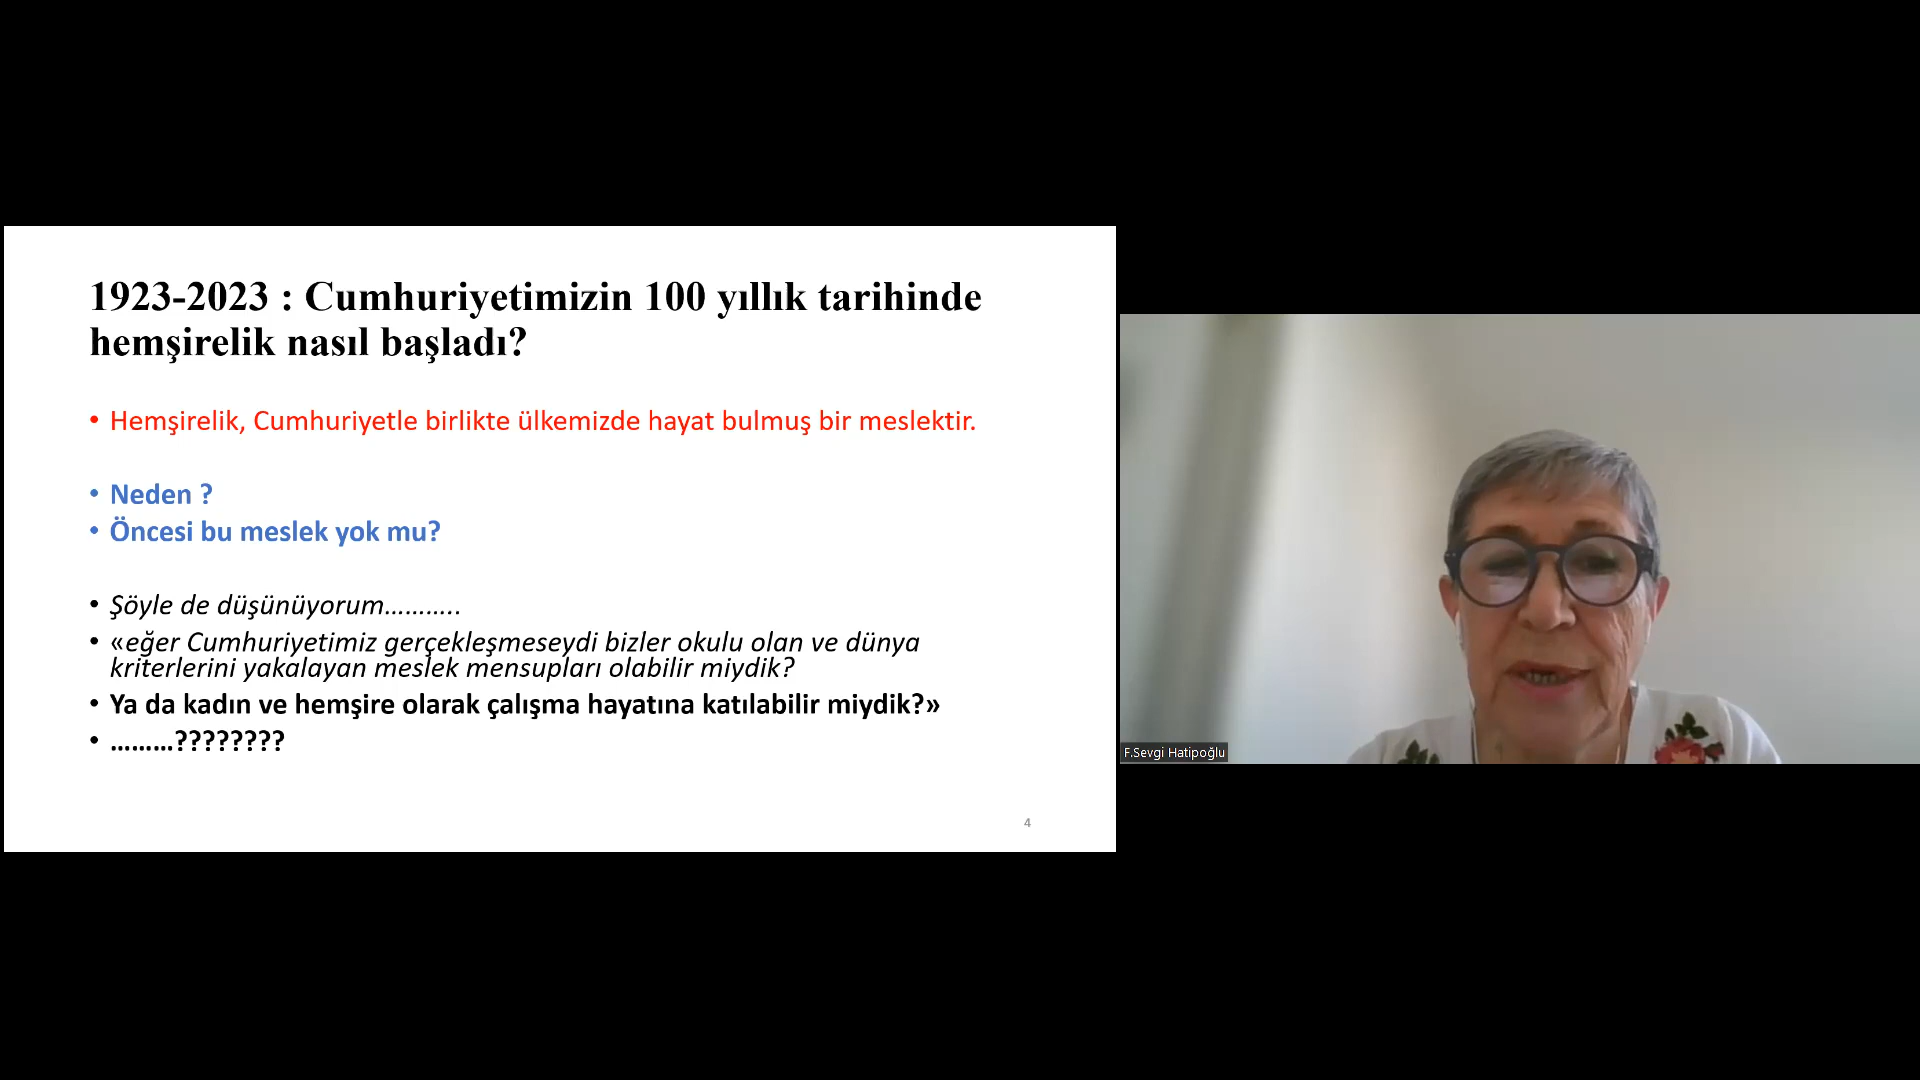 1923-2023 : Cumhuriyetimizin 100 yıllık tarihinde
hemşirelik nasıl başladı?
• Hemşirelik, Cumhuriyetle birlikte ülkemizde hayat bulmuş bir meslektir.
• Neden ?
• Öncesi bu meslek yok mu?
• Şöyle de düşünüyorum………..
• «eğer Cumhuriyetimiz gerçekleşmeseydi bizler okulu olan ve dünya
kriterlerini yakalayan meslek mensupları olabilir miydik?
• Ya da kadın ve hemşire olarak çalışma hayatına katılabilir miydik?»
• ………????????
4
F.Sevgi Hatipoğlu